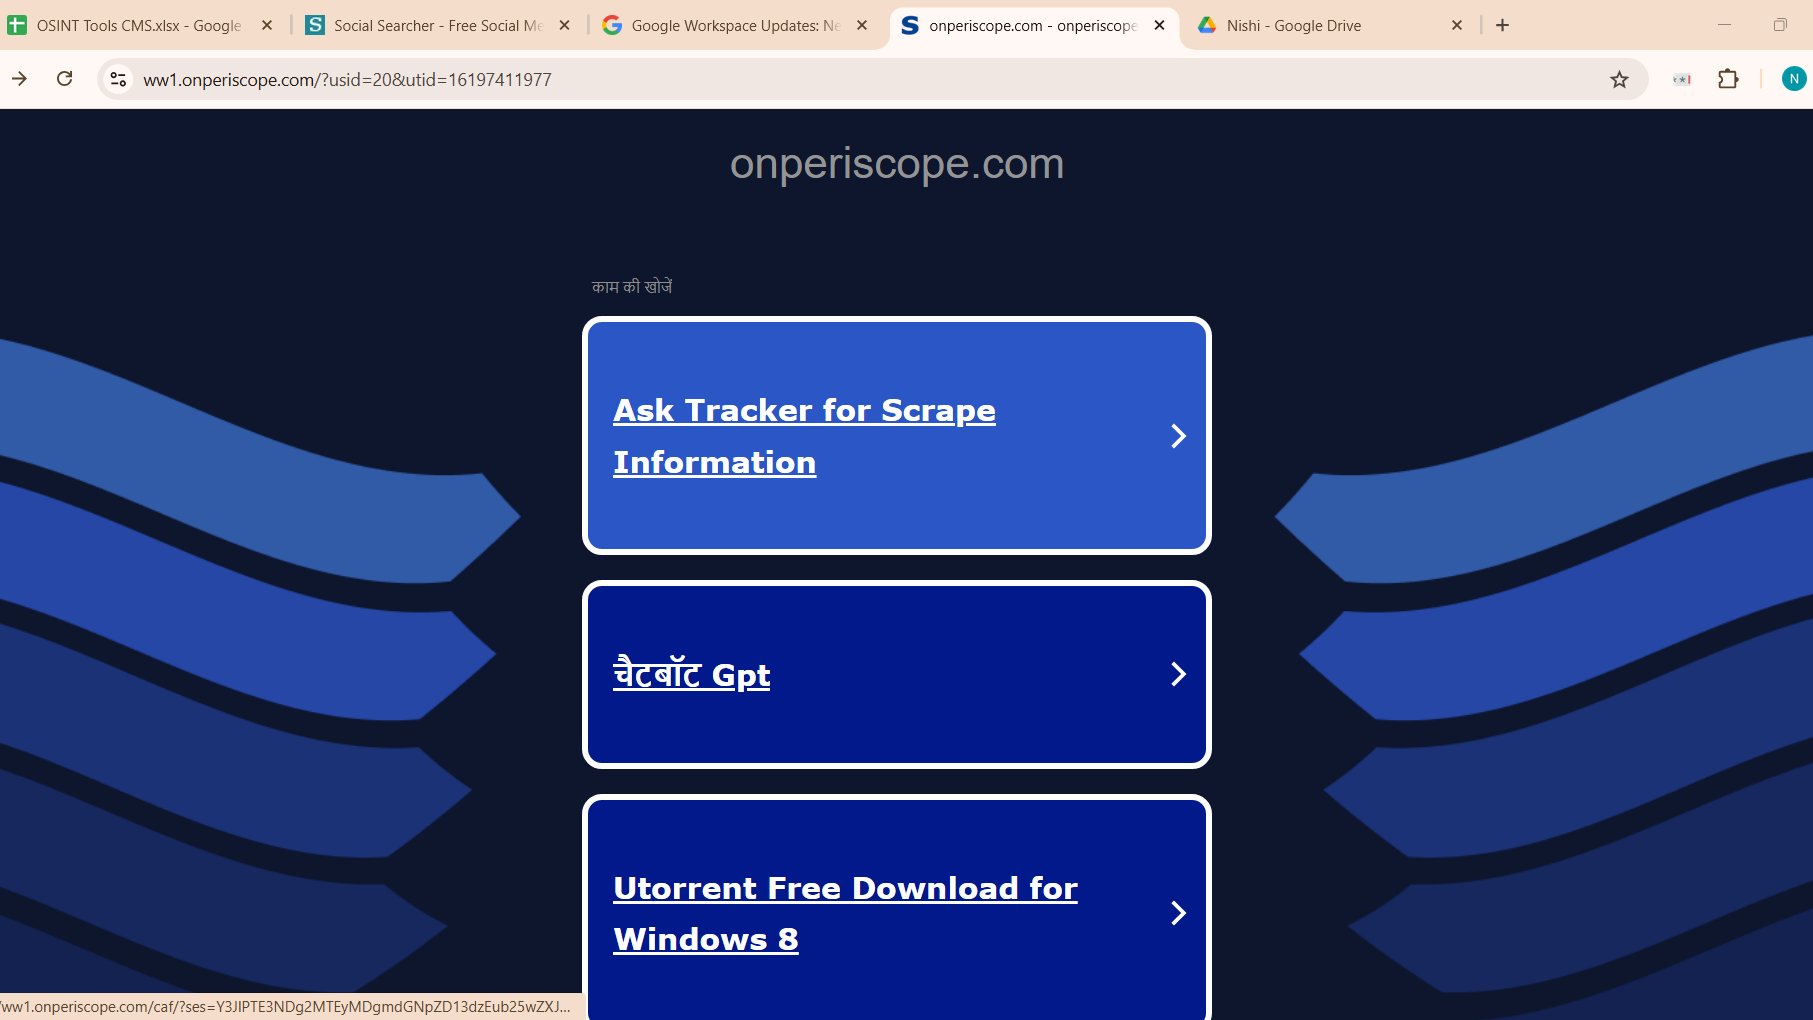 OSINT Tools CMS.xlsx - Google
Social Searcher - Free Social Me
Google Workspace Updates: Ne
onperiscope.com - onperiscope
Nishi - Google Drive
ww1.onperiscope.com/?usid=20&utid=16197411977
N
onperiscope.com
काम की खोजें
Ask Tracker for Scrape
Information
चैटबॉट Gpt
Utorrent Free Download for
Windows 8
/ww1.onperiscope.com/caf/?ses=Y3JlPTE3NDg2MTEyMDgmdGNpZD13dzEub25wZXJ...